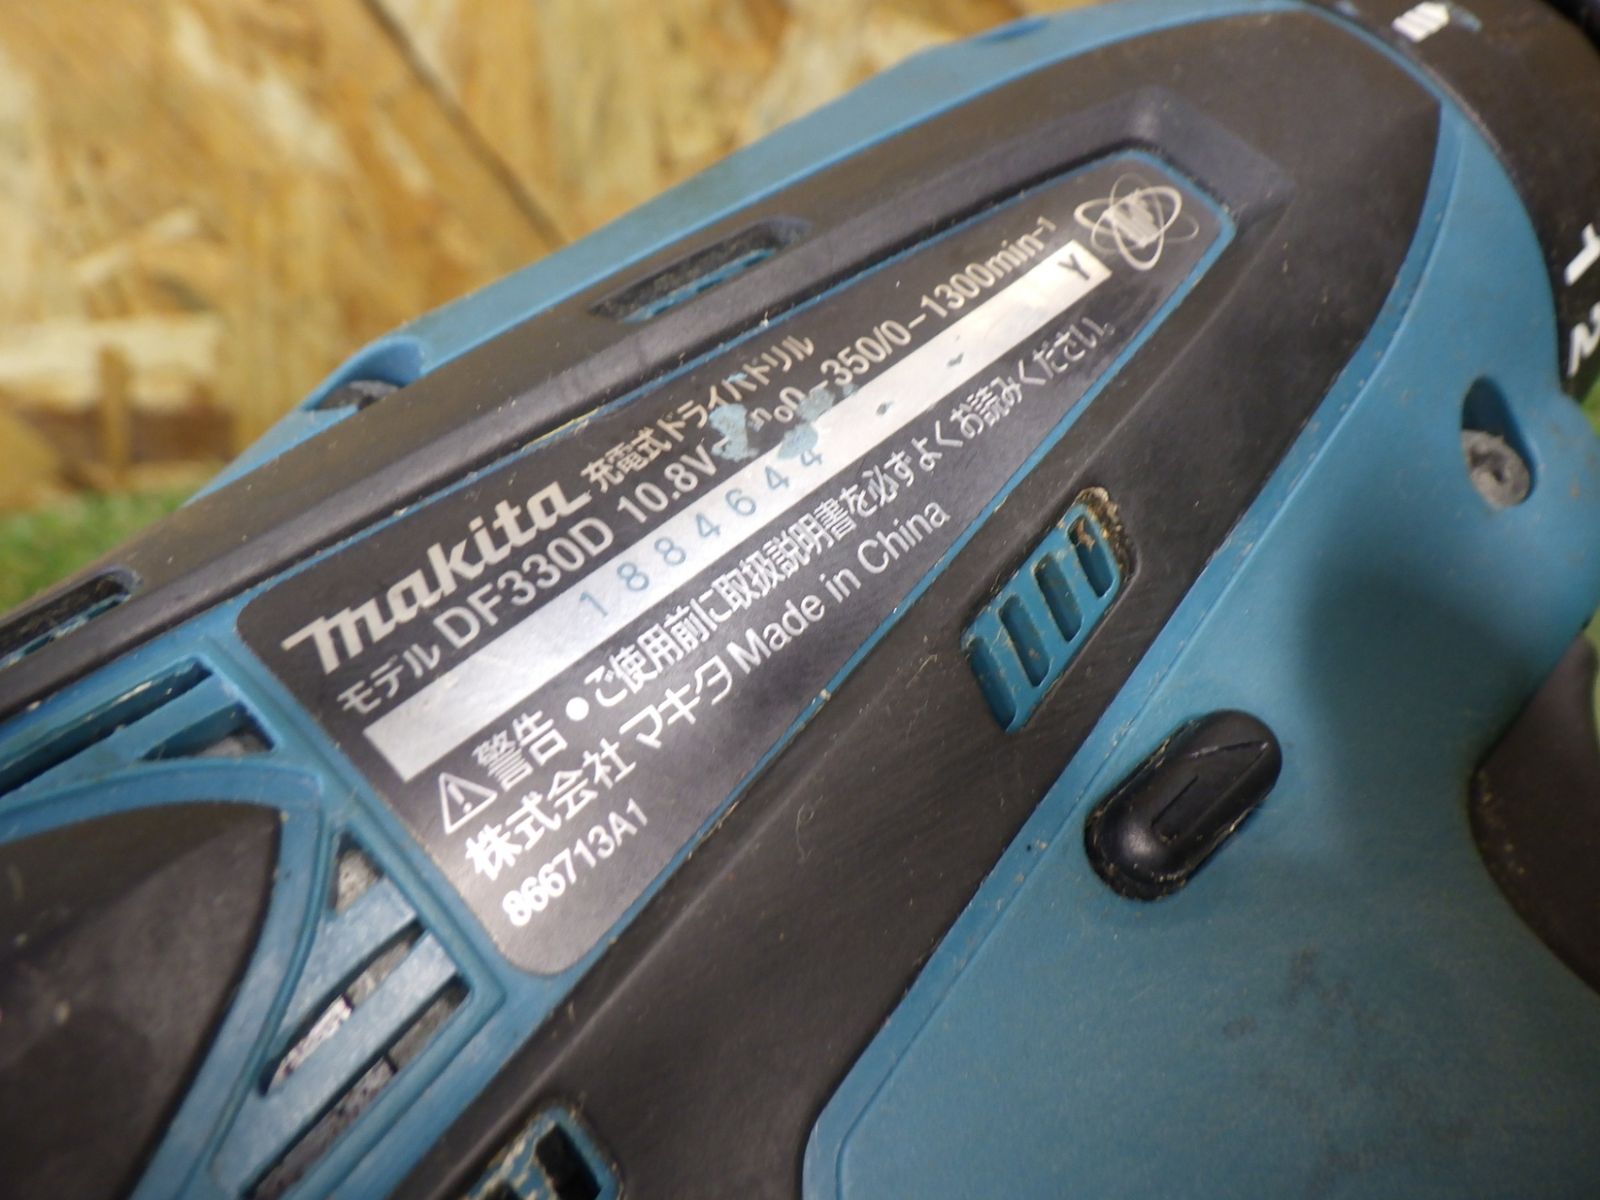 makita 充電式ドライバドリル
モデル DF330D 10.8V n₀0-350/0-1300min⁻¹
1884644 Y
⚠警告 ●ご使用前に取扱説明書を必ずよくお読みください。
株式会社 マキタ Made in China
866713A1